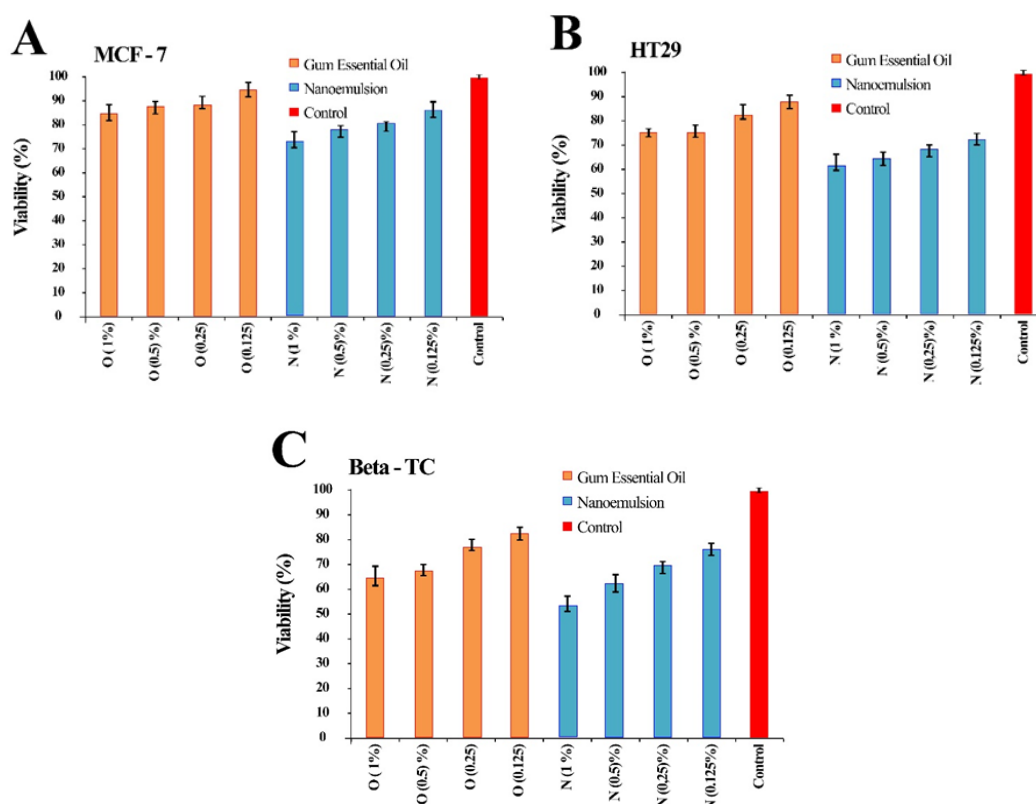 A
MCF - 7
Gum Essential Oil
Nanoemulsion
Control
Viability (%)
100
90
80
70
60
50
40
30
20
10
0
O ( 1%)
O (0.5) %)
O (0.25)
O (0.125)
N (1 %)
N (0.5)%)
N (0.25)%)
N (0.125%)
Control
B
HT29
Gum Essential Oil
Nanoemulsion
Control
Viability (%)
100
90
80
70
60
50
40
30
20
10
0
O ( 1%)
O (0.5) %)
O (0.25)
O (0.125)
N (1 %)
N (0.5)%)
N (0,25)%)
N (0.125%)
Control
C
Beta - TC
Gum Essential Oil
Nanoemulsion
Control
Viability (%)
100
90
80
70
60
50
40
30
20
10
0
O ( 1%)
O (0.5) %)
O (0.25)
O (0.125)
N (1 %)
N (0.5)%)
N (0,25)%)
N (0.125%)
Control